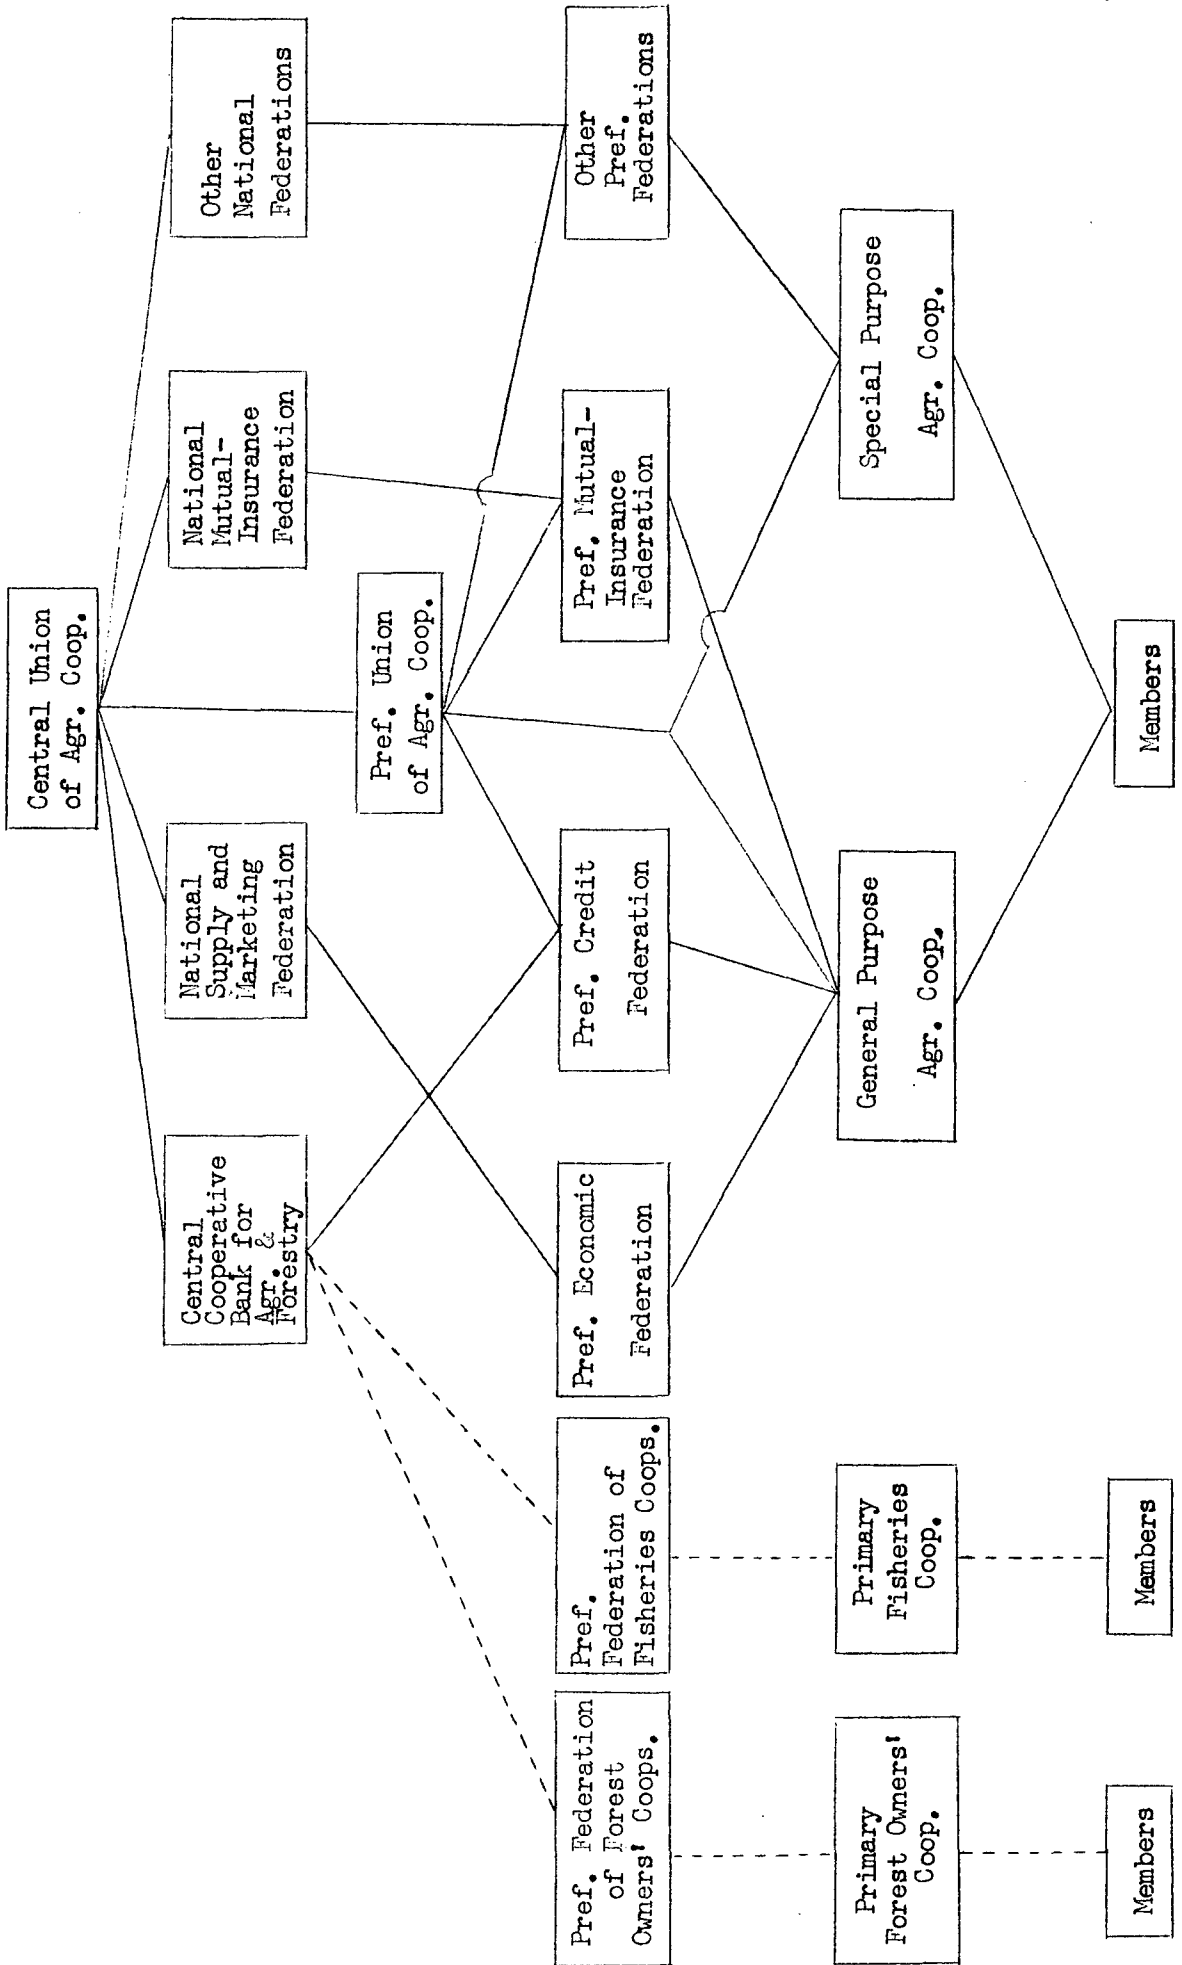 Central Union
of Agr. Coop.
Central
Cooperative
Bank for
Agr. &
Forestry
National
Supply and
Marketing
Federation
National
Mutual-
Insurance
Federation
Other
National
Federations
Pref. Union
of Agr. Coop.
Pref. Federation
of Forest
Owners' Coops.
Pref.
Federation of
Fisheries Coops.
Pref. Economic
Federation
Pref. Credit
Federation
Pref. Mutual-
Insurance
Federation
Other
Pref.
Federations
Primary
Forest Owners'
Coop.
Primary
Fisheries
Coop.
General Purpose
Agr. Coop.
Special Purpose
Agr. Coop.
Members
Members
Members